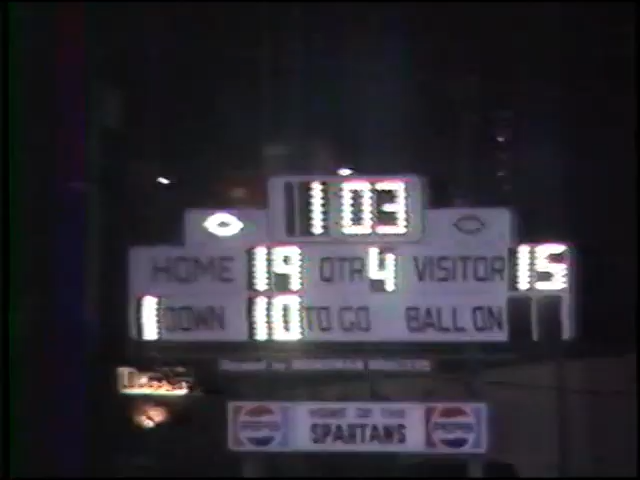 1 03
HOME 19 QTR 4 VISITOR 15
1 DOWN 10 TO GO BALL ON
PEPSI HOME OF THE PEPSI
SPARTANS